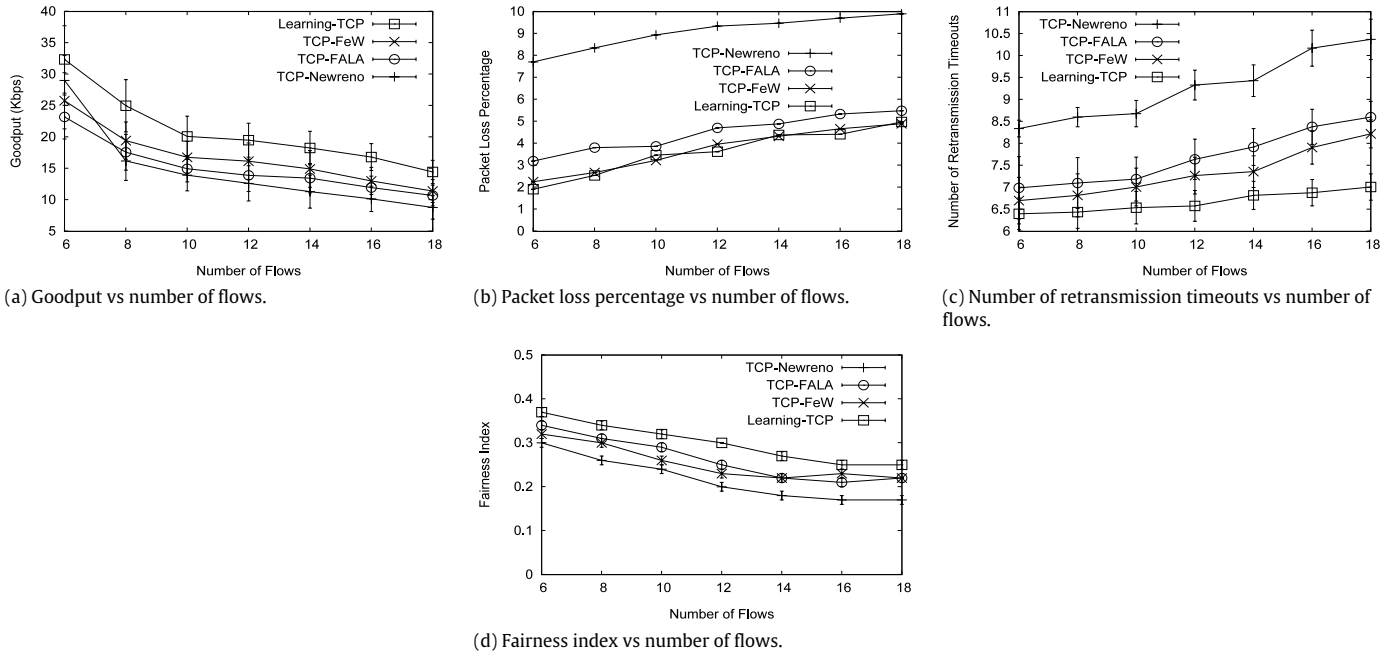 Goodput (Kbps)
40
35
30
25
20
15
10
5
Learning-TCP
TCP-FeW
TCP-FALA
TCP-Newreno
6 8 10 12 14 16 18
Number of Flows
(a) Goodput vs number of flows.
Packet Loss Percentage
10
9
8
7
6
5
4
3
2
1
0
TCP-Newreno
TCP-FALA
TCP-FeW
Learning-TCP
6 8 10 12 14 16 18
Number of Flows
(b) Packet loss percentage vs number of flows.
Number of Retransmission Timeouts
11
10.5
10
9.5
9
8.5
8
7.5
7
6.5
6
TCP-Newreno
TCP-FALA
TCP-FeW
Learning-TCP
6 8 10 12 14 16 18
Number of Flows
(c) Number of retransmission timeouts vs number of
flows.
Fairness Index
0.5
0.4
0.3
0.2
0.1
0
TCP-Newreno
TCP-FALA
TCP-FeW
Learning-TCP
6 8 10 12 14 16 18
Number of Flows
(d) Fairness index vs number of flows.